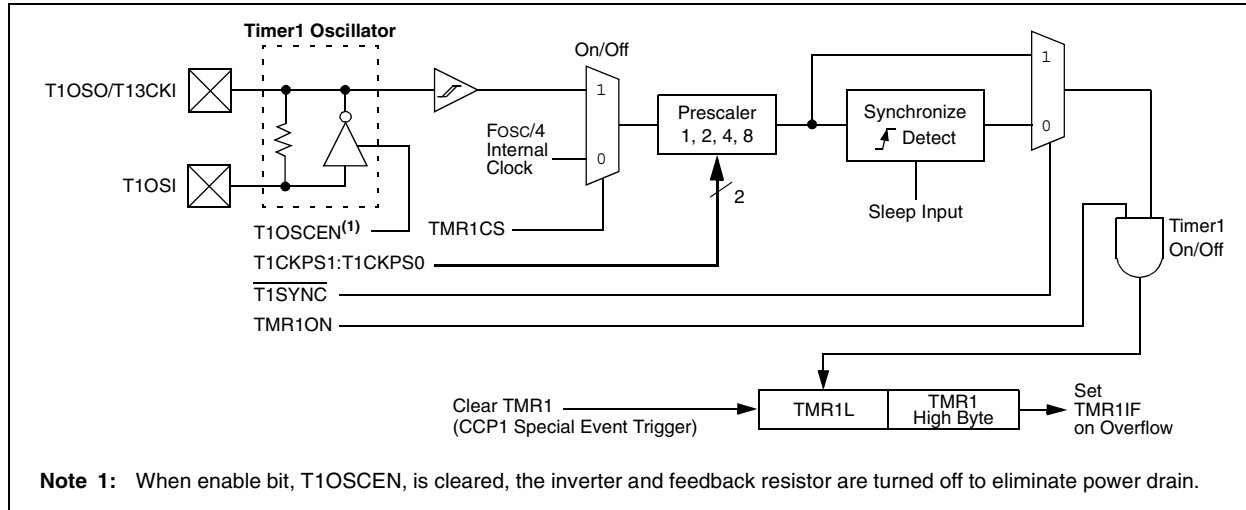 Timer1 Oscillator
T1OSO/T13CKI
T1OSI
On/Off
1
0
FOSC/4
Internal
Clock
Prescaler
1, 2, 4, 8
2
Synchronize
Detect
Sleep Input
1
0
T1OSCEN(1)
TMR1CS
T1CKPS1:T1CKPS0
T1SYNC
TMR1ON
Timer1
On/Off
Clear TMR1
(CCP1 Special Event Trigger)
TMR1L
TMR1
High Byte
Set
TMR1IF
on Overflow
Note 1: When enable bit, T1OSCEN, is cleared, the inverter and feedback resistor are turned off to eliminate power drain.